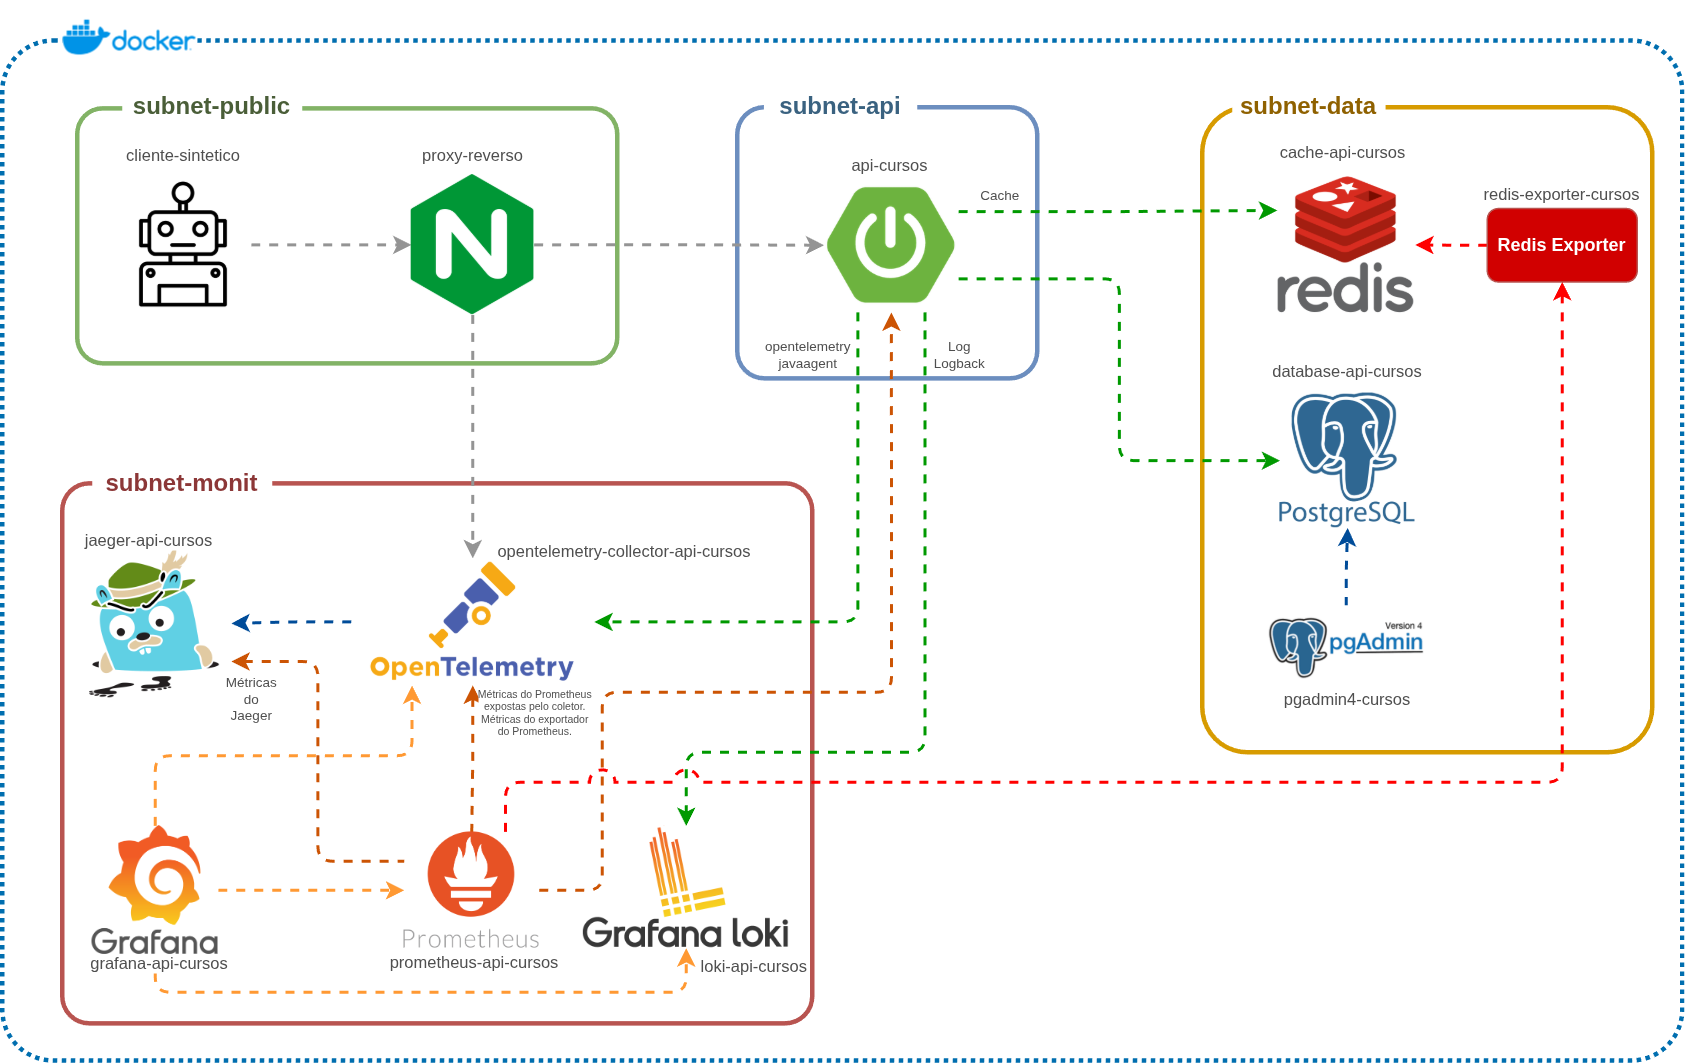 docker
subnet-public
subnet-api
subnet-data
cliente-sintetico
proxy-reverso
api-cursos
cache-api-cursos
Cache
redis-exporter-cursos
Redis Exporter
redis
opentelemetry
javaagent
Log
Logback
database-api-cursos
PostgreSQL
Version 4
pgAdmin
pgadmin4-cursos
subnet-monit
jaeger-api-cursos
opentelemetry-collector-api-cursos
OpenTelemetry
Métricas
do
Jaeger
Métricas do Prometheus
expostas pelo coletor.
Métricas do exportador
do Prometheus.
Grafana
grafana-api-cursos
Prometheus
prometheus-api-cursos
Grafana loki
loki-api-cursos